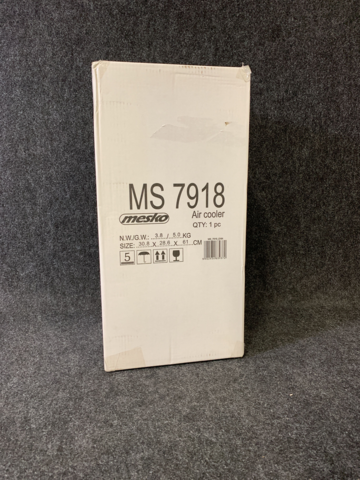 MS 7918
mesko
Air cooler
QTY: 1 pc
N.W./G.W.: 3.8 / 5.0 KG
SIZE: 30.8 X 28.6 X 61 CM
5